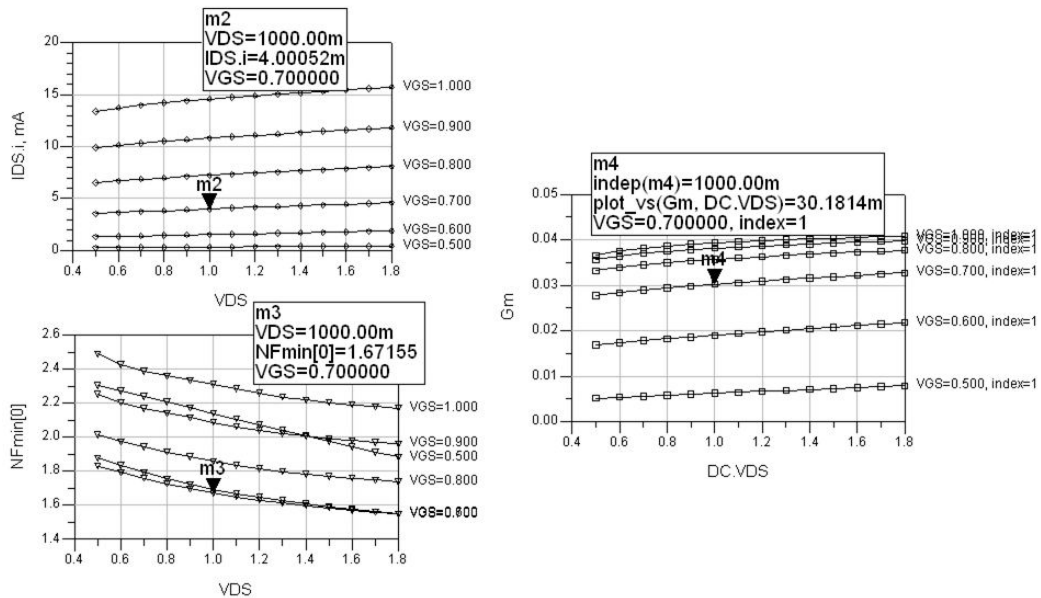 m2
VDS=1000.00m
IDS.i=4.00052m
VGS=0.700000
20
15
10
5
0
IDS.i, mA
m2
VGS=1.000
VGS=0.900
VGS=0.800
VGS=0.700
VGS=0.600
VGS=0.500
0.4 0.6 0.8 1.0 1.2 1.4 1.6 1.8
VDS
m3
VDS=1000.00m
NFmin[0]=1.67155
VGS=0.700000
2.6
2.4
2.2
2.0
1.8
1.6
1.4
NFmin[0]
m3
VGS=1.000
VGS=0.900
VGS=0.500
VGS=0.800
0.4 0.6 0.8 1.0 1.2 1.4 1.6 1.8
VDS
m4
indep(m4)=1000.00m
plot_vs(Gm, DC.VDS)=30.1814m
VGS=0.700000, index=1
0.05
0.04
0.03
0.02
0.01
0.00
Gm
m4
VGS=1.000, index=1
VGS=0.800, index=1
VGS=0.700, index=1
VGS=0.600, index=1
VGS=0.500, index=1
0.4 0.6 0.8 1.0 1.2 1.4 1.6 1.8
DC.VDS